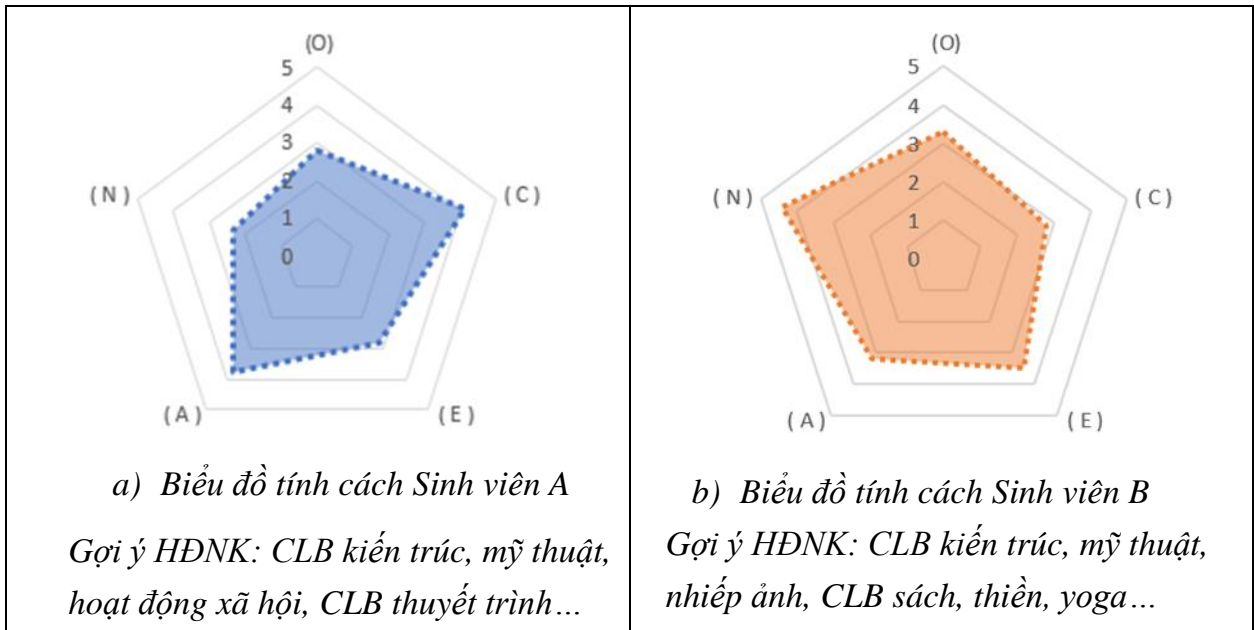 (O)
5
4
3
2
1
0
(N)
(C)
(A)
(E)
a) Biểu đồ tính cách Sinh viên A
Gợi ý HĐNK: CLB kiến trúc, mỹ thuật,
hoạt động xã hội, CLB thuyết trình…
(O)
5
4
3
2
1
0
(N)
(C)
(A)
(E)
b) Biểu đồ tính cách Sinh viên B
Gợi ý HĐNK: CLB kiến trúc, mỹ thuật,
nhiếp ảnh, CLB sách, thiền, yoga…